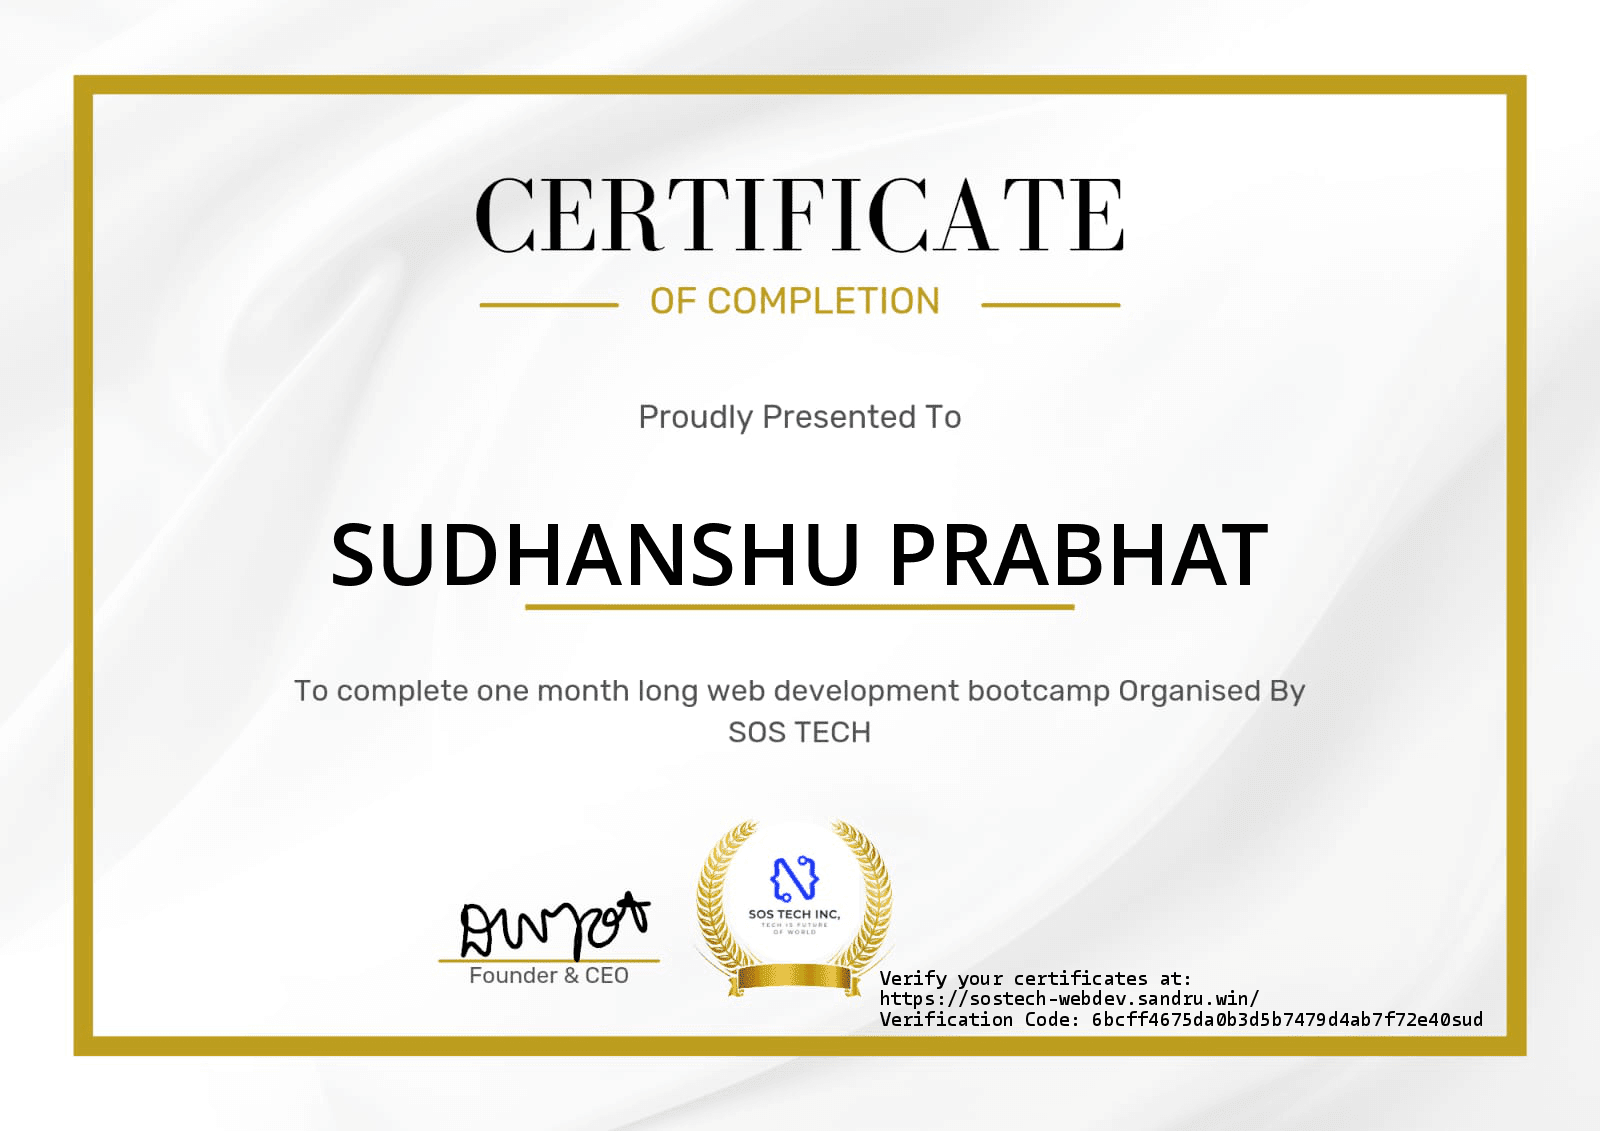 CERTIFICATE
OF COMPLETION
Proudly Presented To
SUDHANSHU PRABHAT
To complete one month long web development bootcamp Organised By
SOS TECH
Founder & CEO
SOS TECH INC,
TECH IS FUTURE
OF WORLD
Verify your certificates at:
https://sostech-webdev.sandru.win/
Verification Code: 6bcff4675da0b3d5b7479d4ab7f72e40sud